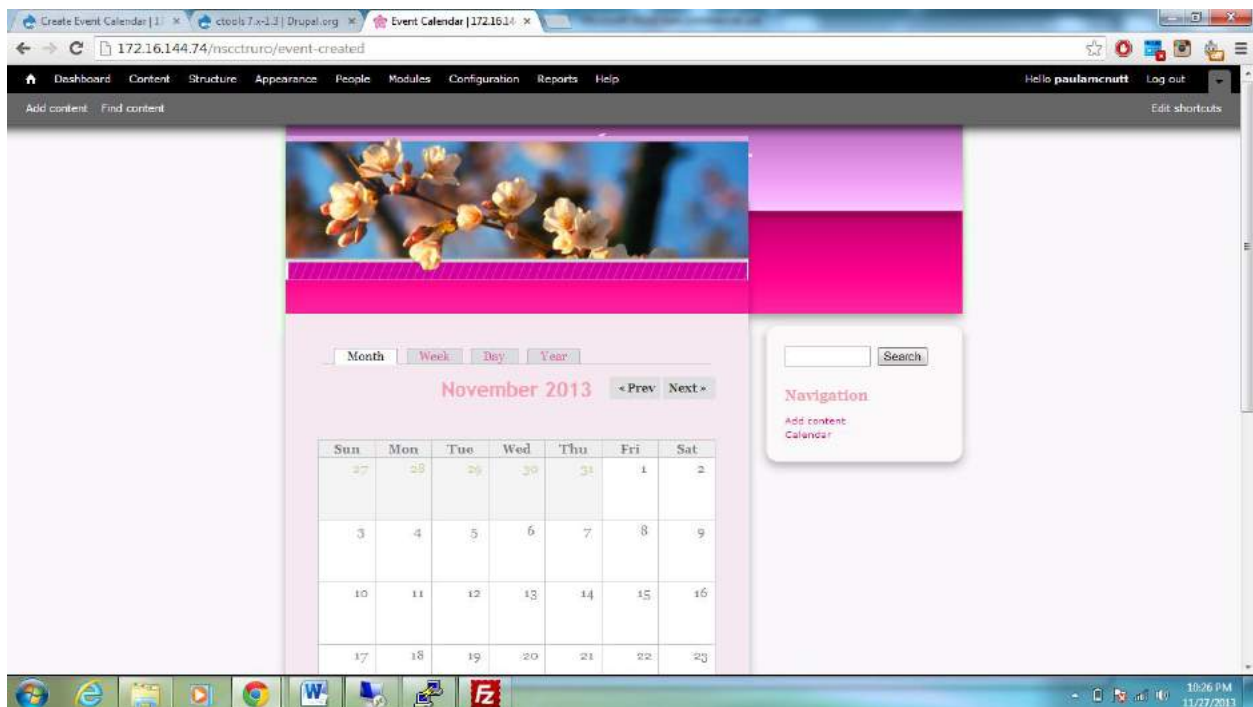 Create Event Calendar | 1
ctools 7.x-1.3 | Drupal.org
Event Calendar | 172.16.14
172.16.144.74/nscctruro/event-created
Dashboard Content Structure Appearance People Modules Configuration Reports Help
Hello paulamcnutt Log out
Add content Find content
Edit shortcuts
Month Week Day Year
November 2013 « Prev Next »
Sun Mon Tue Wed Thu Fri Sat
27 28 29 30 31 1 2
3 4 5 6 7 8 9
10 11 12 13 14 15 16
17 18 19 20 21 22 23
Search
Navigation
Add content
Calendar
10:26 PM
11/27/2013